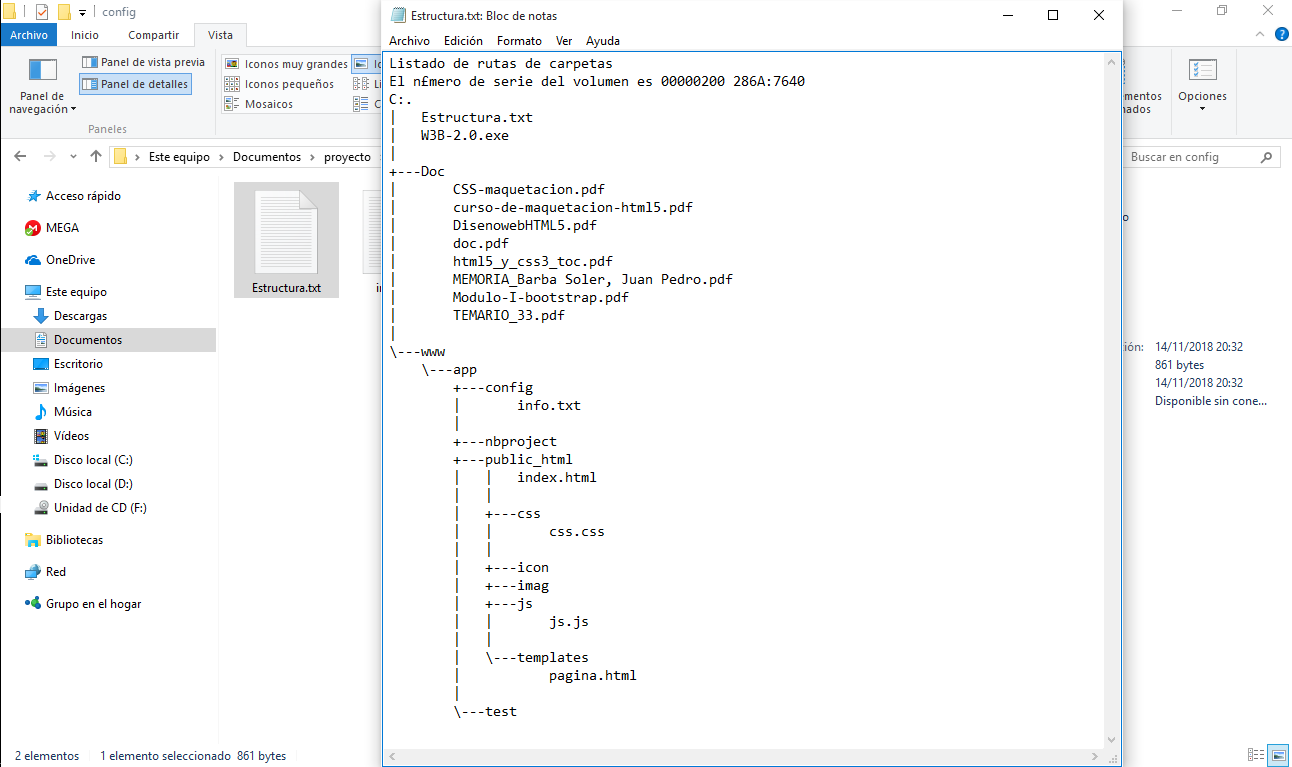 config
Estructura.txt: Bloc de notas
Archivo Inicio Compartir Vista
Archivo Edición Formato Ver Ayuda
Panel de navegación
Panel de vista previa
Panel de detalles
Paneles
Iconos muy grandes
Iconos pequeños
Mosaicos
Opciones
Este equipo Documentos proyecto
Buscar en config
Acceso rápido
MEGA
OneDrive
Este equipo
Descargas
Documentos
Escritorio
Imágenes
Música
Vídeos
Disco local (C:)
Disco local (D:)
Unidad de CD (F:)
Bibliotecas
Red
Grupo en el hogar
Estructura.txt
Listado de rutas de carpetas
El n£mero de serie del volumen es 00000200 286A:7640
C:.
|   Estructura.txt
|   W3B-2.0.exe
|
+---Doc
|       CSS-maquetacion.pdf
|       curso-de-maquetacion-html5.pdf
|       DisenowebHTML5.pdf
|       doc.pdf
|       html5_y_css3_toc.pdf
|       MEMORIA_Barba Soler, Juan Pedro.pdf
|       Modulo-I-bootstrap.pdf
|       TEMARIO_33.pdf
|
\---www
    \---app
        +---config
        |       info.txt
        |
        +---nbproject
        +---public_html
        |   |   index.html
        |   |
        |   +---css
        |   |       css.css
        |   |
        |   +---icon
        |   +---imag
        |   +---js
        |   |       js.js
        |   |
        |   \---templates
        |           pagina.html
        |
        \---test
14/11/2018 20:32
861 bytes
14/11/2018 20:32
Disponible sin cone...
2 elementos 1 elemento seleccionado 861 bytes